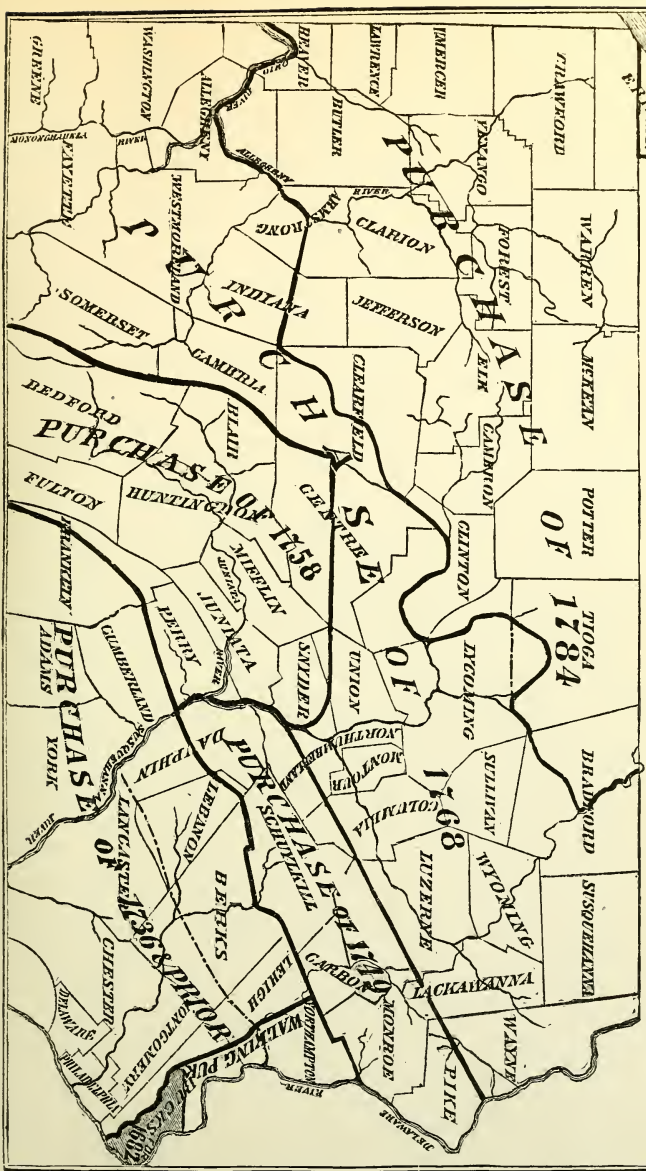 PURCHASE OF 1784
PURCHASE OF 1768
PURCHASE OF 1758
PURCHASE OF 1749
PURCHASE OF 1736 & PRIOR
WALKING PUR
1682
CRAWFORD
WARREN
McKEAN
POTTER
TIOGA
BRADFORD
SUSQUEHANNA
WAYNE
MERCER
VENANGO
FOREST
ELK
CAMERON
CLINTON
LYCOMING
SULLIVAN
WYOMING
LACKAWANNA
PIKE
LAWRENCE
BUTLER
CLARION
JEFFERSON
CLEARFIELD
CENTRE
UNION
MONTOUR
COLUMBIA
LUZERNE
MONROE
BEAVER
ALLEGHENY
ARMSTRONG
INDIANA
CAMBRIA
BLAIR
MIFFLIN
SNYDER
NORTHUMBERLAND
SCHUYLKILL
CARBON
NORTHAMPTON
WASHINGTON
WESTMORELAND
HUNTINGDON
JUNIATA
PERRY
DAUPHIN
LEBANON
BERKS
LEHIGH
BUCKS
GREENE
FAYETTE
SOMERSET
BEDFORD
FULTON
FRANKLIN
CUMBERLAND
ADAMS
YORK
LANCASTER
CHESTER
MONTGOMERY
DELAWARE
PHILADELPHIA
OHIO RIVER
ALLEGHENY RIVER
MONONGAHELA RIVER
JUNIATA RIVER
SUSQUEHANNA RIVER
DELAWARE RIVER